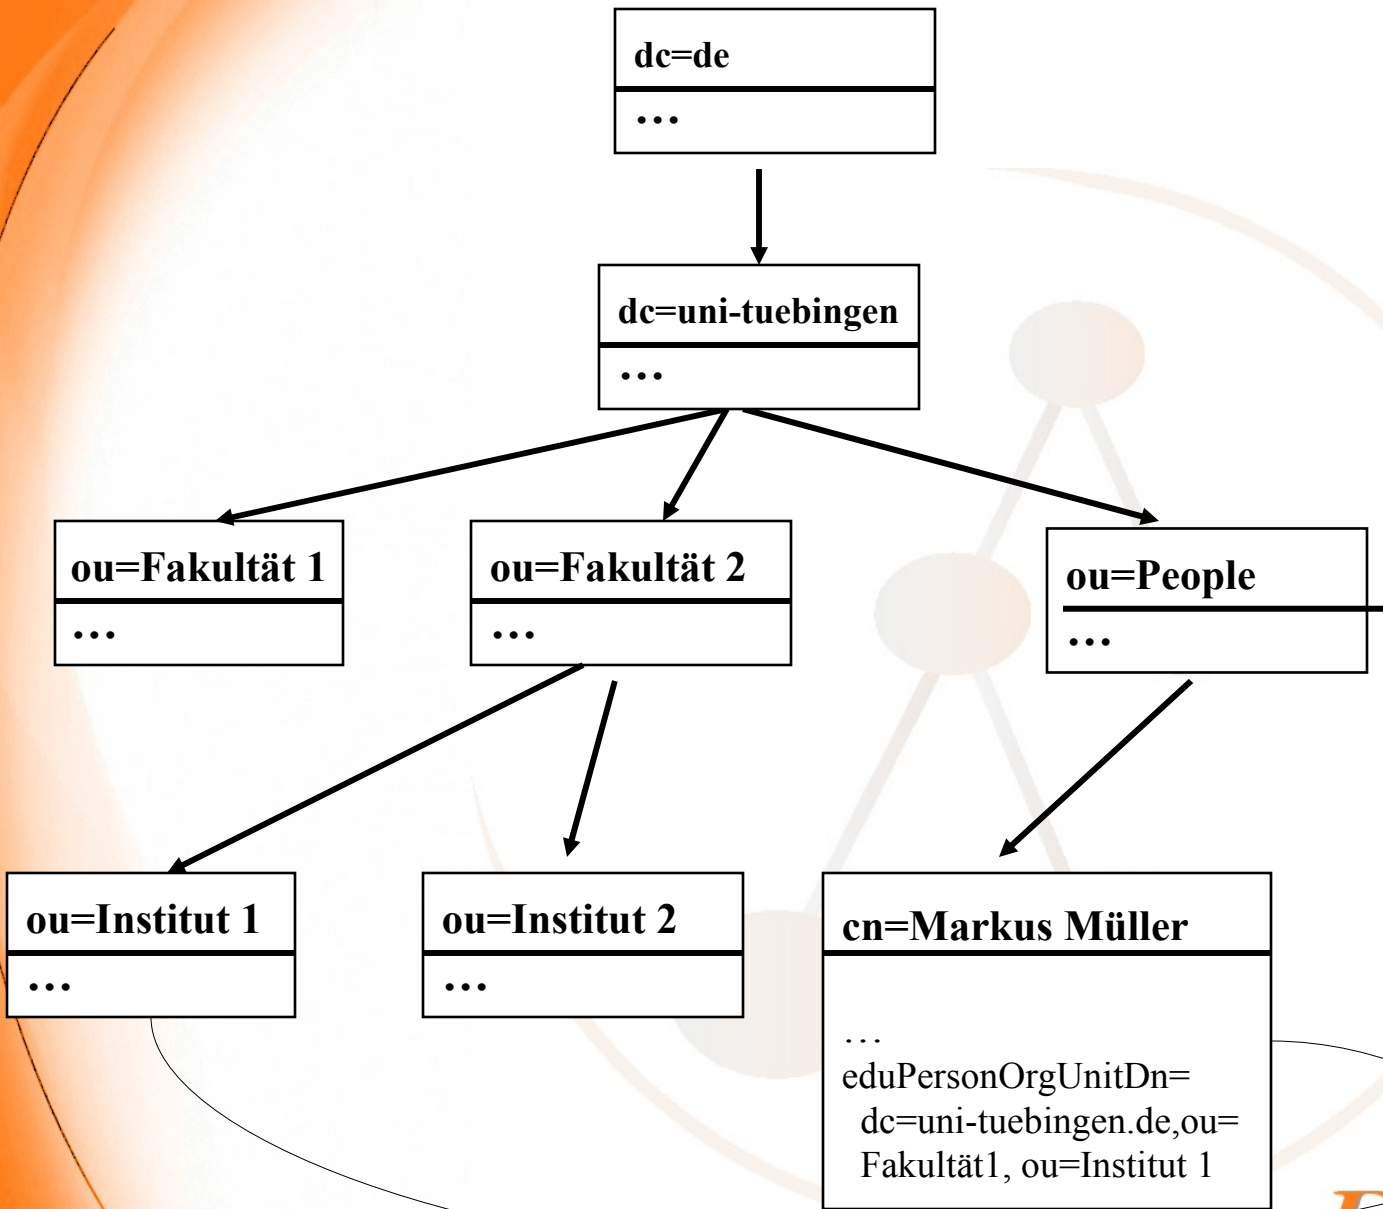 dc=de
…
dc=uni-tuebingen
…
ou=Fakultät 1
…
ou=Fakultät 2
…
ou=People
…
ou=Institut 1
…
ou=Institut 2
…
cn=Markus Müller
…
eduPersonOrgUnitDn=
dc=uni-tuebingen.de,ou=
Fakultät1, ou=Institut 1